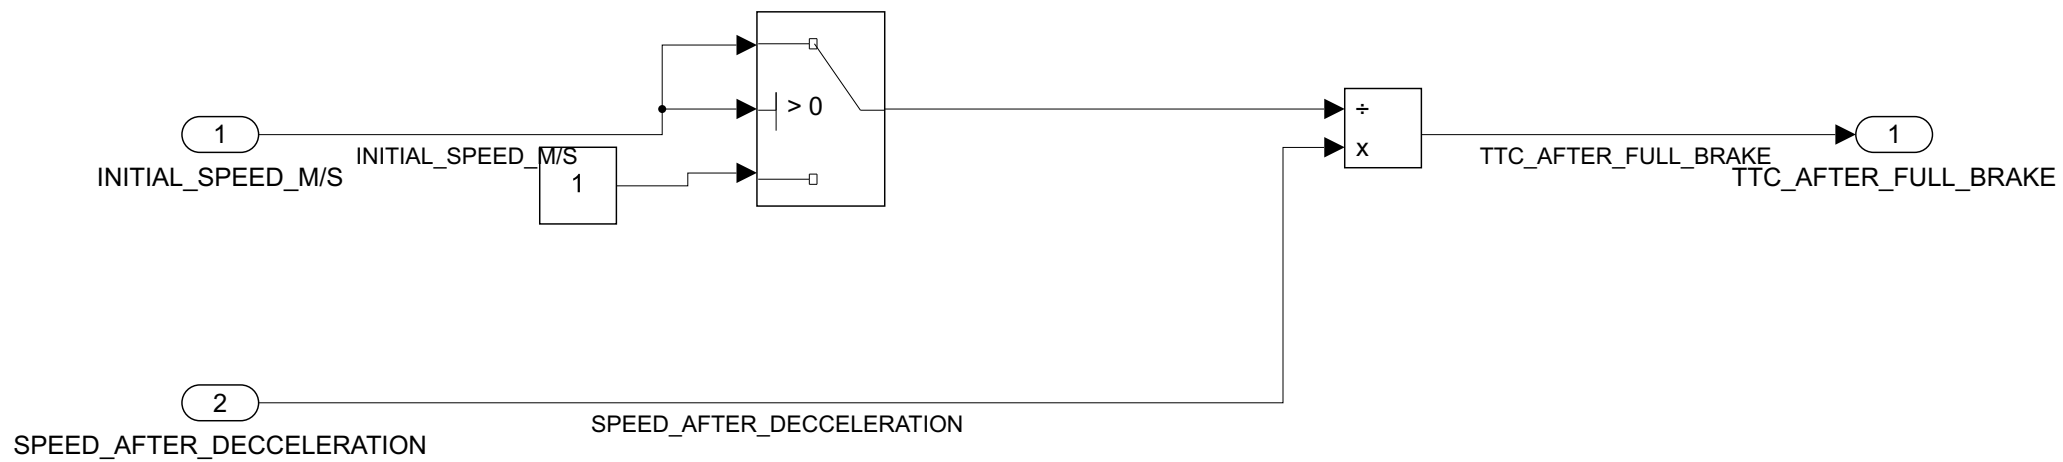 > 0
÷
1
1
INITIAL_SPEED_M/S
x
TTC_AFTER_FULL_BRAKE
INITIAL_SPEED_M/S
1
TTC_AFTER_FULL_BRAKE
2
SPEED_AFTER_DECCELERATION
SPEED_AFTER_DECCELERATION